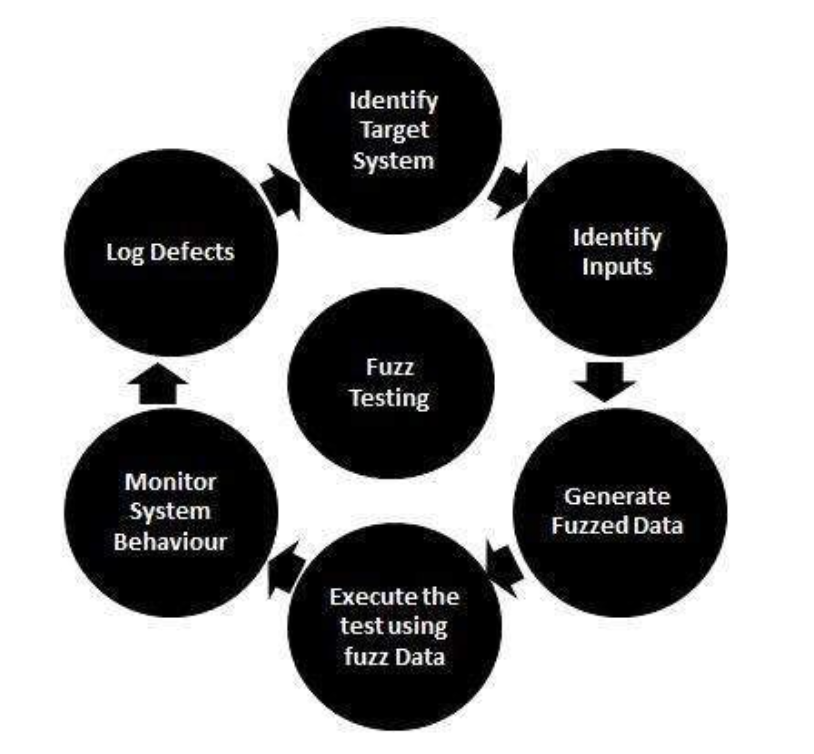 Identify
Target
System
Identify
Inputs
Generate
Fuzzed Data
Execute the
test using
fuzz Data
Monitor
System
Behaviour
Log Defects
Fuzz
Testing